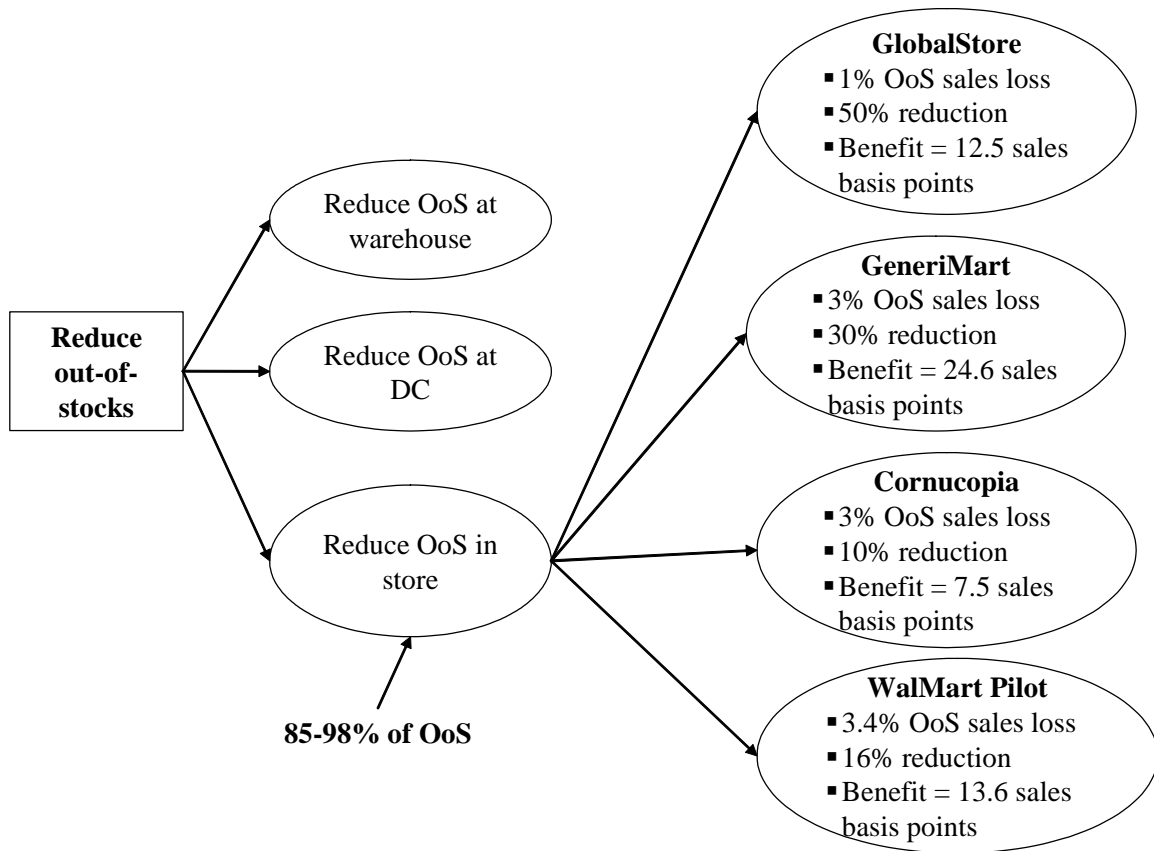 Reduce
out-of-
stocks
Reduce OoS at
warehouse
Reduce OoS at
DC
Reduce OoS in
store
85-98% of OoS
GlobalStore
▪ 1% OoS sales loss
▪ 50% reduction
▪ Benefit = 12.5 sales
basis points
GeneriMart
▪ 3% OoS sales loss
▪ 30% reduction
▪ Benefit = 24.6 sales
basis points
Cornucopia
▪ 3% OoS sales loss
▪ 10% reduction
▪ Benefit = 7.5 sales
basis points
WalMart Pilot
▪ 3.4% OoS sales loss
▪ 16% reduction
▪ Benefit = 13.6 sales
basis points